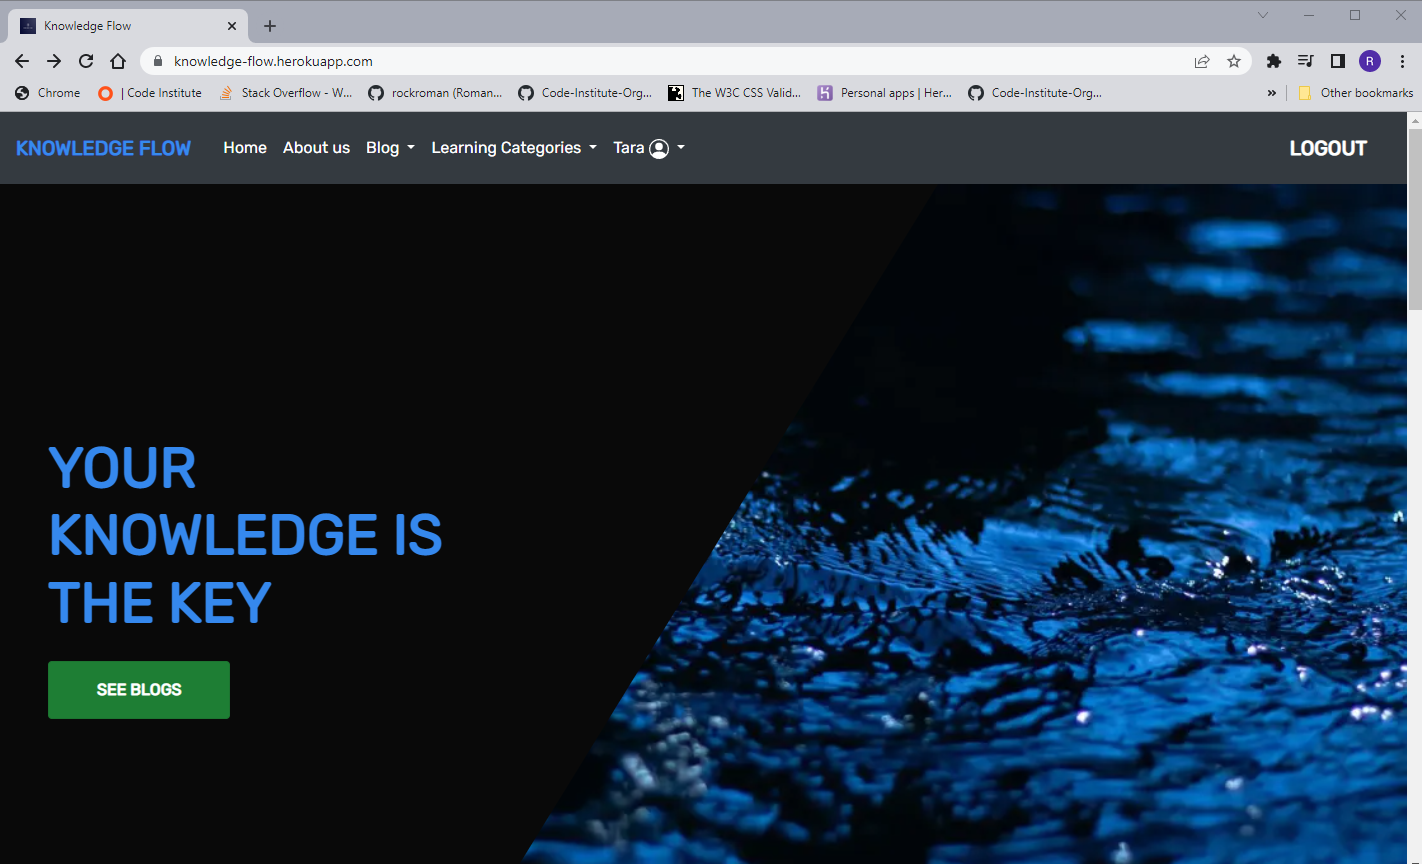 Knowledge Flow
knowledge-flow.herokuapp.com
R
Chrome
| Code Institute
Stack Overflow - W...
rockroman (Roman...
Code-Institute-Org...
The W3C CSS Valid...
Personal apps | Her...
Code-Institute-Org...
»
Other bookmarks
KNOWLEDGE FLOW
Home
About us
Blog
Learning Categories
Tara
LOGOUT
YOUR
KNOWLEDGE IS
THE KEY
SEE BLOGS